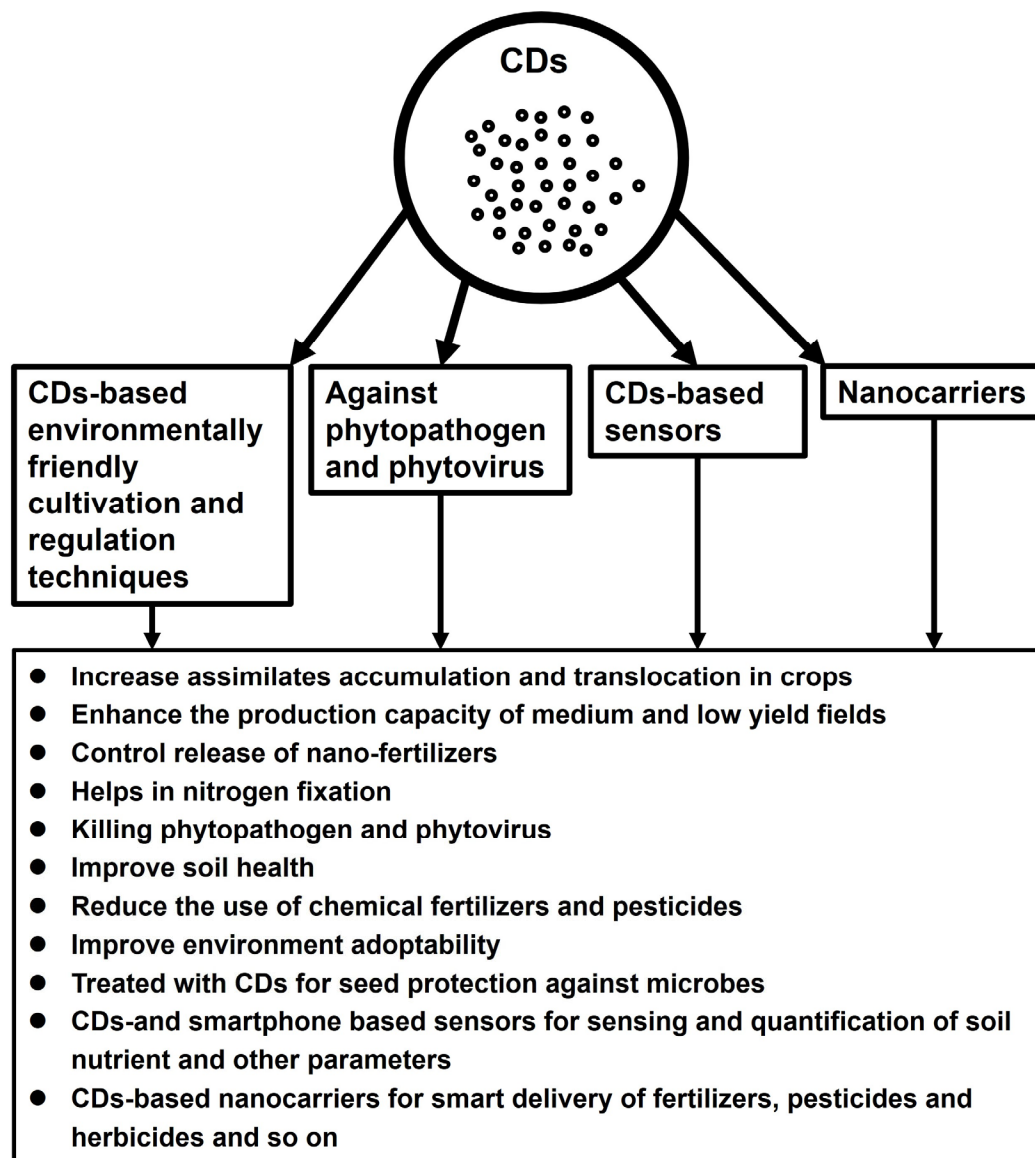 CDs
CDs-based
environmentally
friendly
cultivation and
regulation
techniques
Against
phytopathogen
and phytovirus
CDs-based
sensors
Nanocarriers
● Increase assimilates accumulation and translocation in crops
● Enhance the production capacity of medium and low yield fields
● Control release of nano-fertilizers
● Helps in nitrogen fixation
● Killing phytopathogen and phytovirus
● Improve soil health
● Reduce the use of chemical fertilizers and pesticides
● Improve environment adoptability
● Treated with CDs for seed protection against microbes
● CDs-and smartphone based sensors for sensing and quantification of soil
nutrient and other parameters
● CDs-based nanocarriers for smart delivery of fertilizers, pesticides and
herbicides and so on